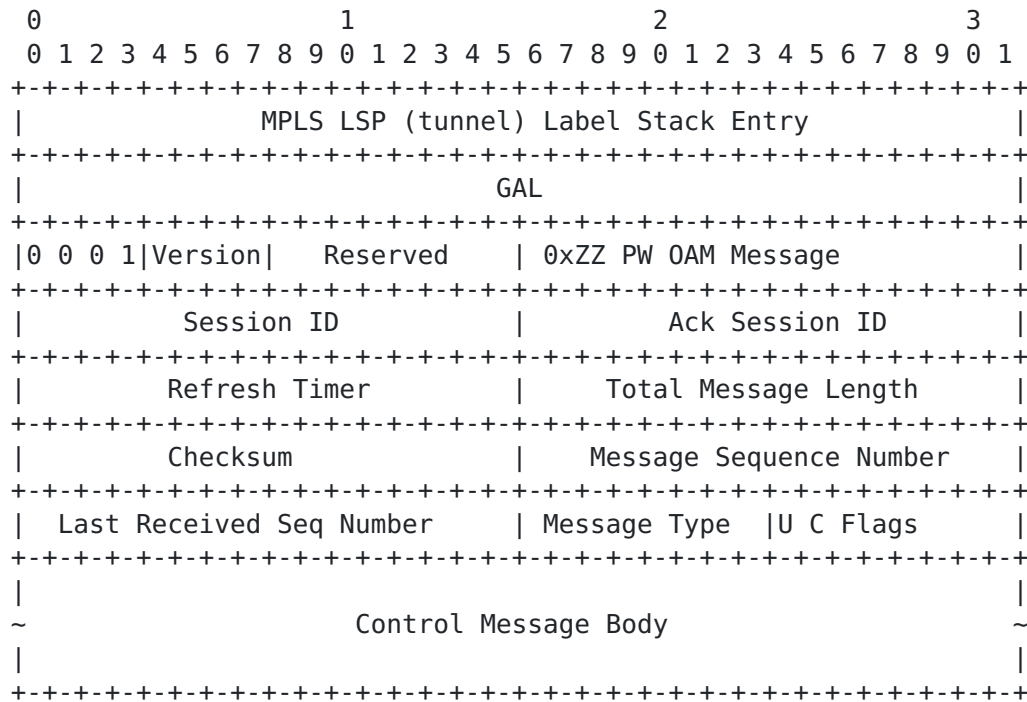 0                   1                   2                   3
 0 1 2 3 4 5 6 7 8 9 0 1 2 3 4 5 6 7 8 9 0 1 2 3 4 5 6 7 8 9 0 1
+-+-+-+-+-+-+-+-+-+-+-+-+-+-+-+-+-+-+-+-+-+-+-+-+-+-+-+-+-+-+-+-+
|               MPLS LSP (tunnel) Label Stack Entry             |
+-+-+-+-+-+-+-+-+-+-+-+-+-+-+-+-+-+-+-+-+-+-+-+-+-+-+-+-+-+-+-+-+
|                              GAL                              |
+-+-+-+-+-+-+-+-+-+-+-+-+-+-+-+-+-+-+-+-+-+-+-+-+-+-+-+-+-+-+-+-+
|0 0 0 1|Version|   Reserved    | 0xZZ PW OAM Message           |
+-+-+-+-+-+-+-+-+-+-+-+-+-+-+-+-+-+-+-+-+-+-+-+-+-+-+-+-+-+-+-+-+
|          Session ID           |         Ack Session ID        |
+-+-+-+-+-+-+-+-+-+-+-+-+-+-+-+-+-+-+-+-+-+-+-+-+-+-+-+-+-+-+-+-+
|         Refresh Timer         |     Total Message Length      |
+-+-+-+-+-+-+-+-+-+-+-+-+-+-+-+-+-+-+-+-+-+-+-+-+-+-+-+-+-+-+-+-+
|         Checksum              |    Message Sequence Number    |
+-+-+-+-+-+-+-+-+-+-+-+-+-+-+-+-+-+-+-+-+-+-+-+-+-+-+-+-+-+-+-+-+
|  Last Received Seq Number     | Message Type  |U C Flags      |
+-+-+-+-+-+-+-+-+-+-+-+-+-+-+-+-+-+-+-+-+-+-+-+-+-+-+-+-+-+-+-+-+
|                                                               |
~                     Control Message Body                      ~
|                                                               |
+-+-+-+-+-+-+-+-+-+-+-+-+-+-+-+-+-+-+-+-+-+-+-+-+-+-+-+-+-+-+-+-+